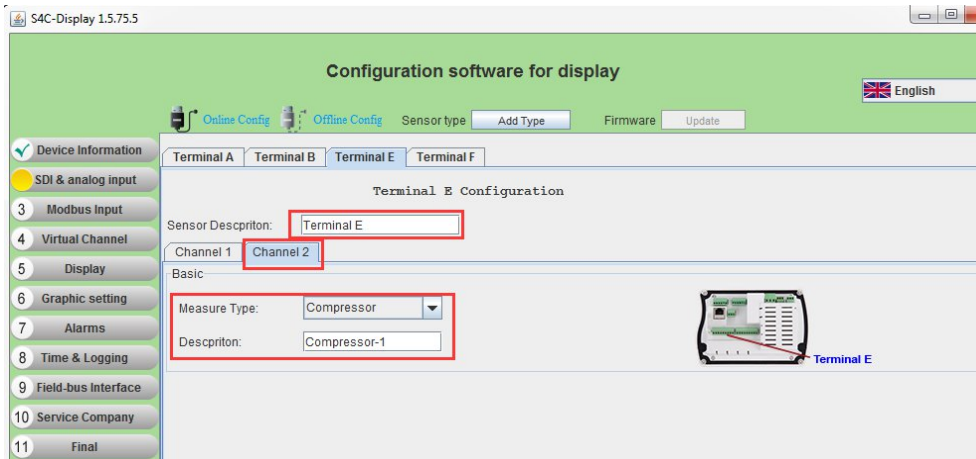 S4C-Display 1.5.75.5
Configuration software for display
English
Online Config Offline Config Sensor type Add Type Firmware Update
Device Information
SDI & analog input
3 Modbus Input
4 Virtual Channel
5 Display
6 Graphic setting
7 Alarms
8 Time & Logging
9 Field-bus Interface
10 Service Company
11 Final
Terminal A Terminal B Terminal E Terminal F
Terminal E Configuration
Sensor Descpriton: Terminal E
Channel 1 Channel 2
Basic
Measure Type: Compressor
Descpriton: Compressor-1
Terminal E